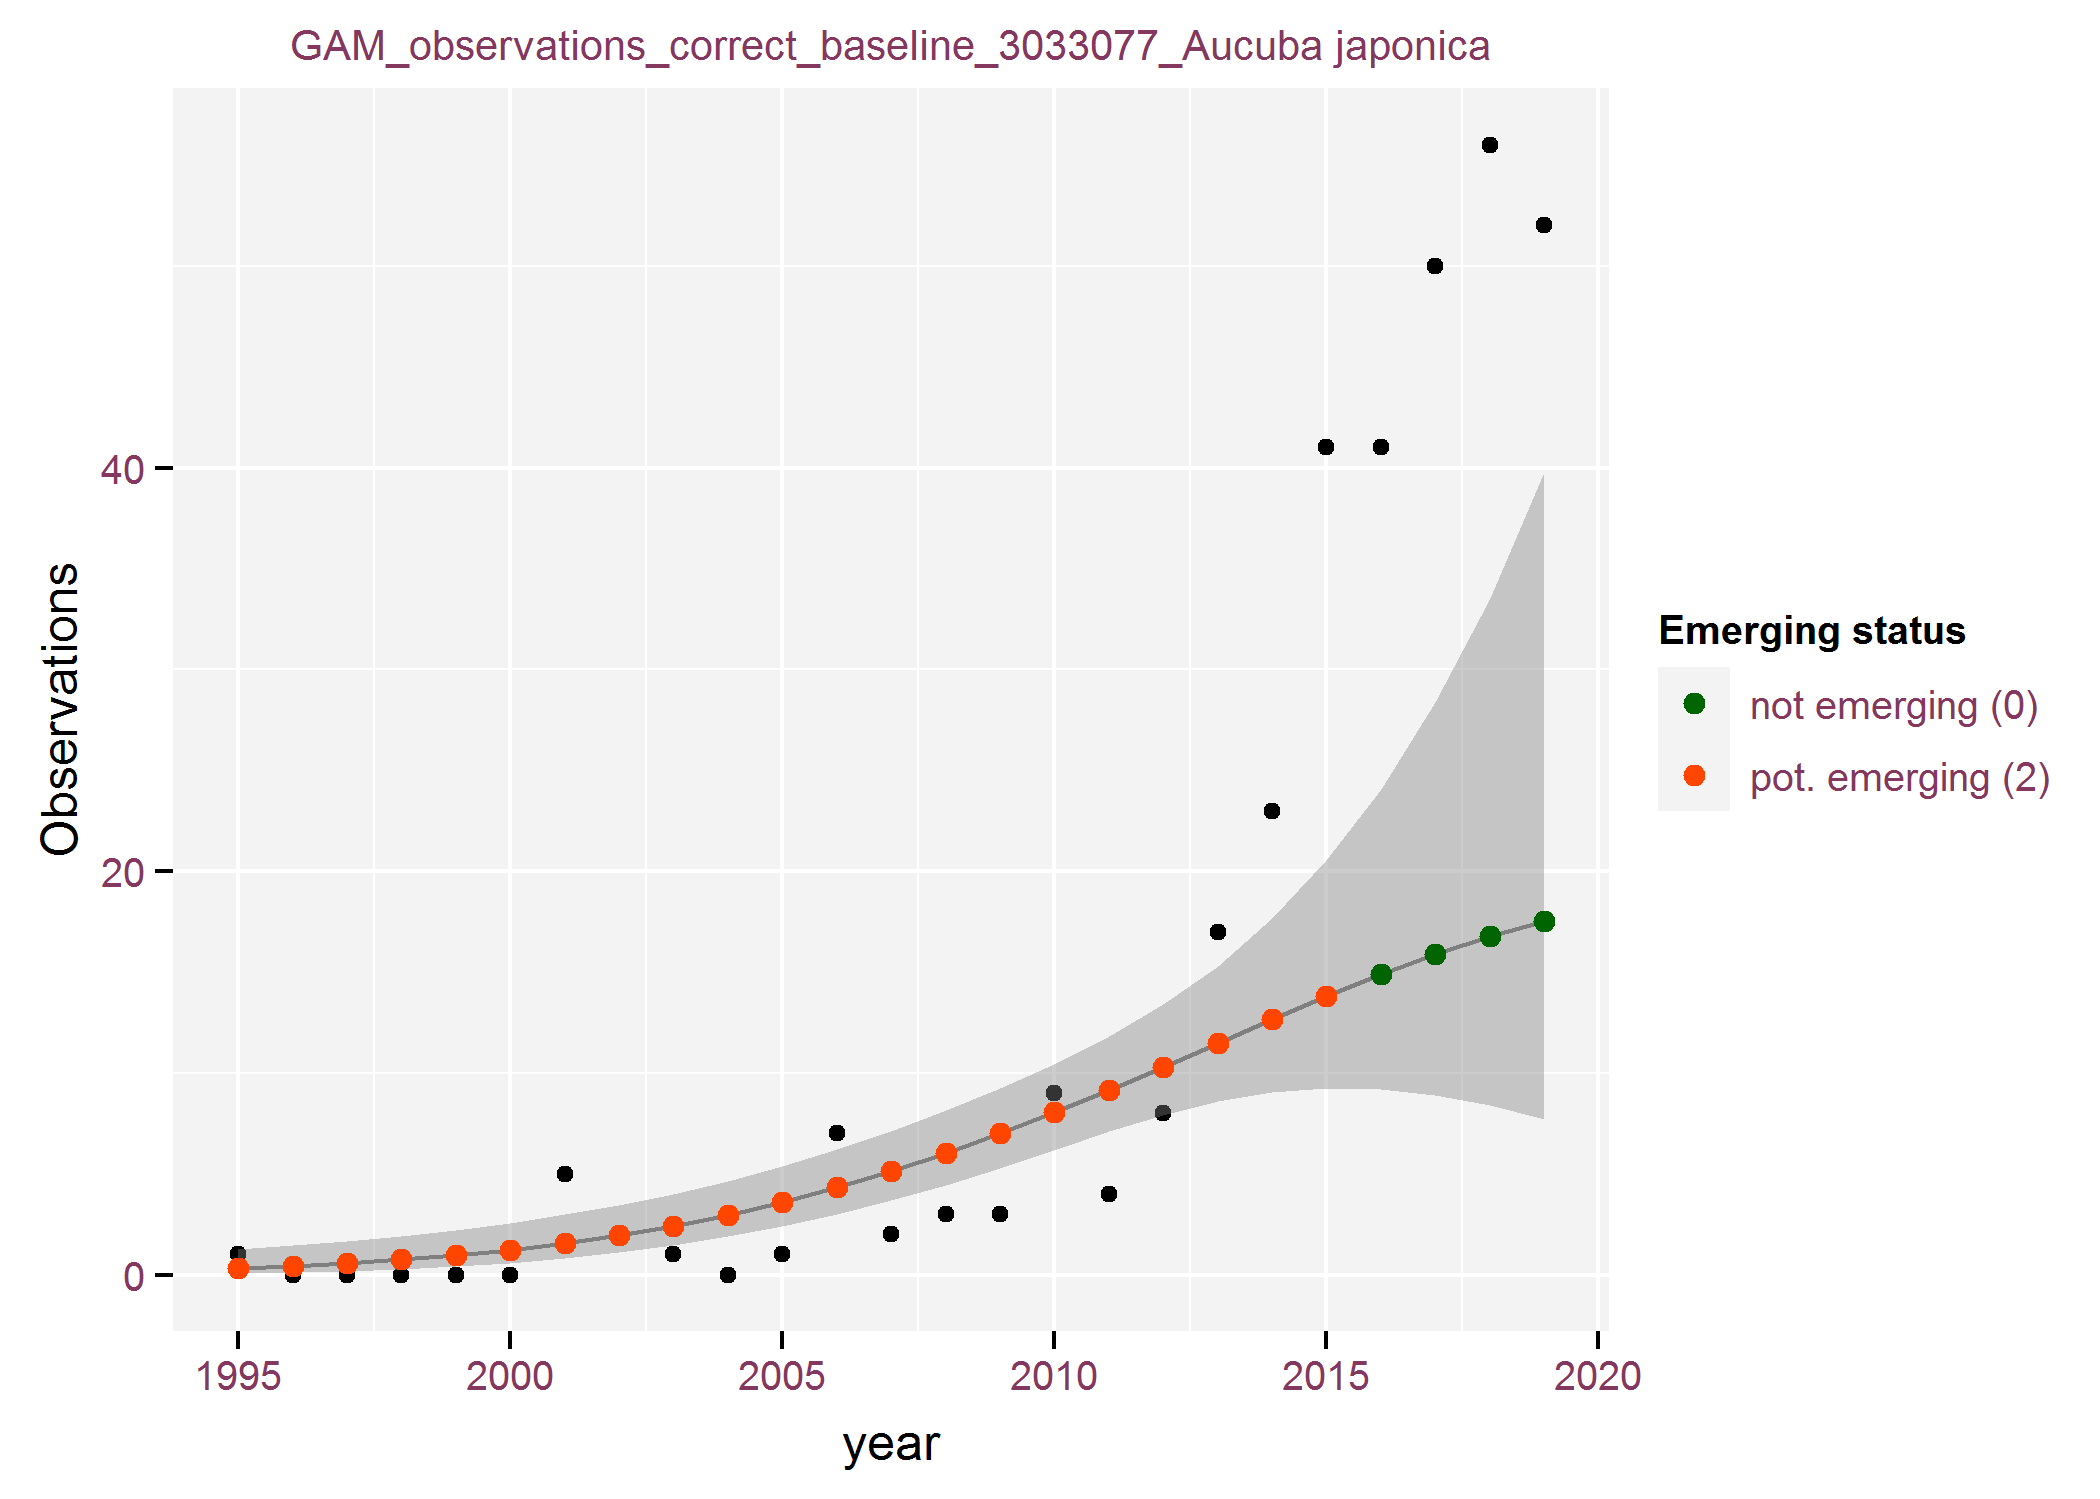 GAM_observations_correct_baseline_3033077_Aucuba japonica
Observations
40
20
0
1995 2000 2005 2010 2015 2020
year
Emerging status
not emerging (0)
pot. emerging (2)